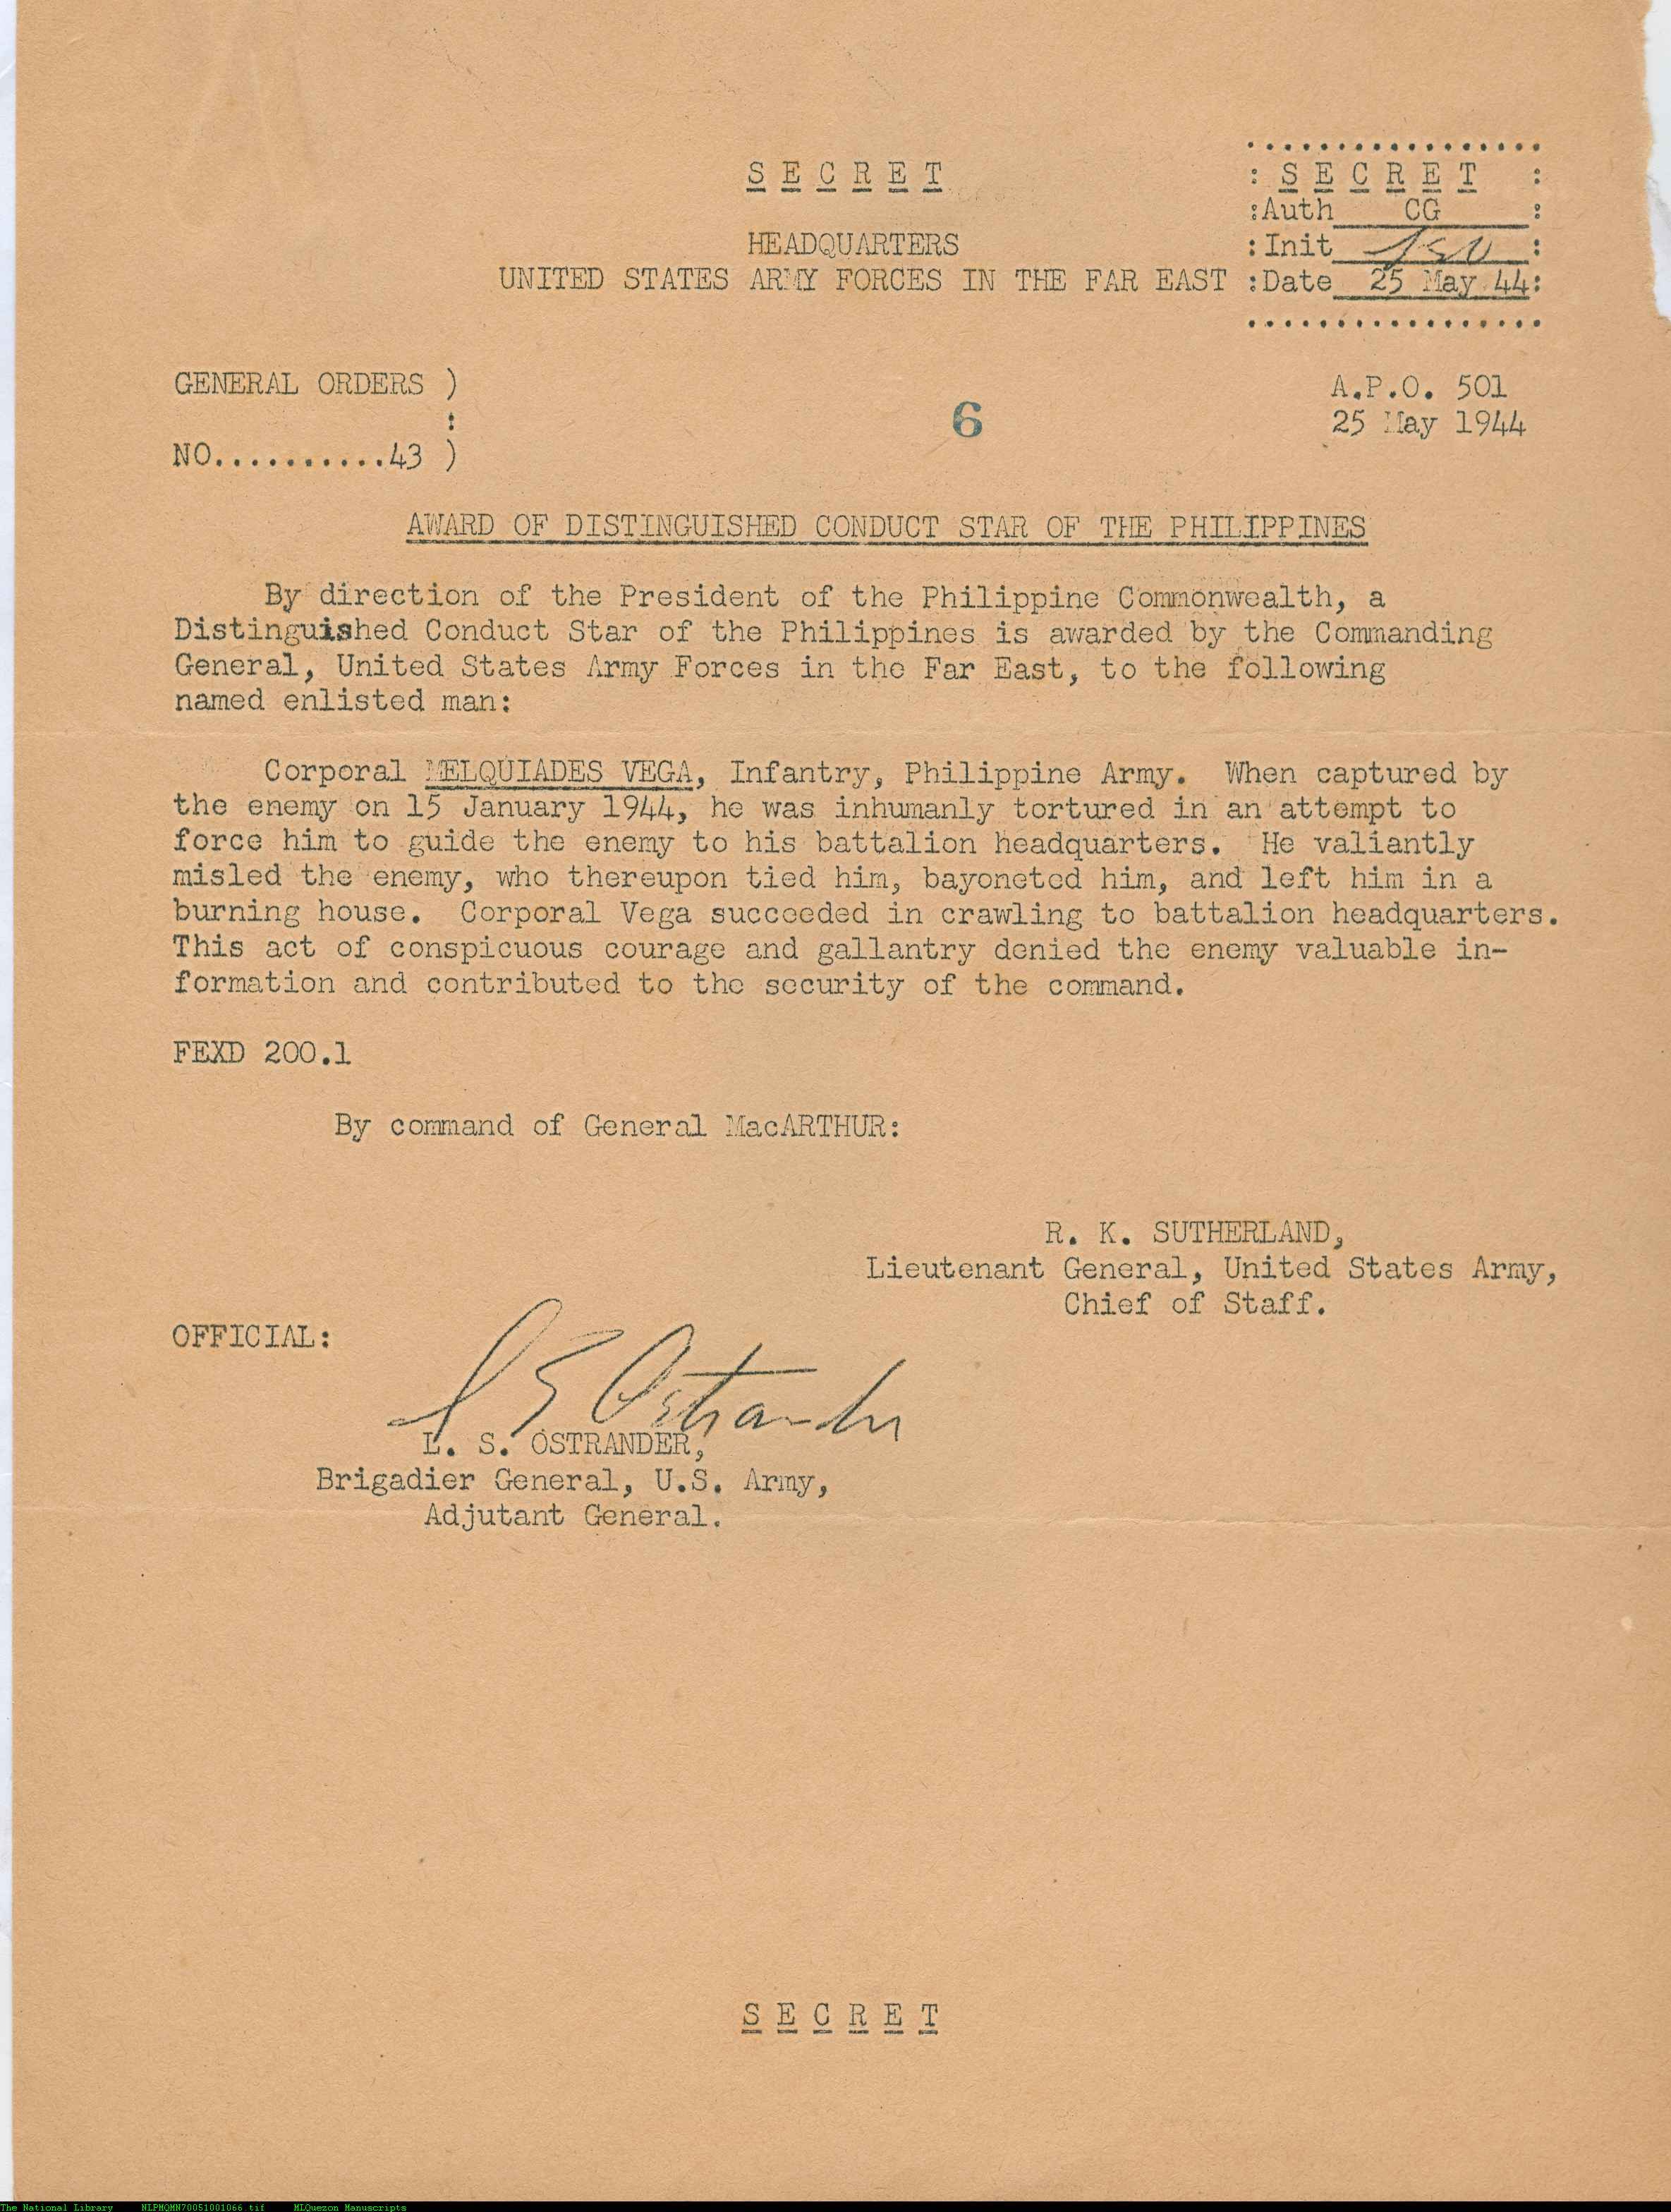 S E C R E T
HEADQUARTERS
UNITED STATES ARMY FORCES IN THE FAR EAST
..................
: S E C R E T :
:Auth CG :
:Init :
:Date 25 May 44:
..................
GENERAL ORDERS )
:
NO...........43 )
6
A.P.O. 501
25 May 1944
AWARD OF DISTINGUISHED CONDUCT STAR OF THE PHILIPPINES
By direction of the President of the Philippine Commonwealth, a
Distinguished Conduct Star of the Philippines is awarded by the Commanding
General, United States Army Forces in the Far East, to the following
named enlisted man:
Corporal MELQUIADES VEGA, Infantry, Philippine Army. When captured by
the enemy on 15 January 1944, he was inhumanly tortured in an attempt to
force him to guide the enemy to his battalion headquarters. He valiantly
misled the enemy, who thereupon tied him, bayoneted him, and left him in a
burning house. Corporal Vega succeeded in crawling to battalion headquarters.
This act of conspicuous courage and gallantry denied the enemy valuable in-
formation and contributed to the security of the command.
FEXD 200.1
By command of General MacARTHUR:
R. K. SUTHERLAND,
Lieutenant General, United States Army,
Chief of Staff.
OFFICIAL:
L S Ostrander
L. S. OSTRANDER,
Brigadier General, U.S. Army,
Adjutant General.
S E C R E T
The National Library NLPMQMN70051001066.tif MLQuezon Manuscripts